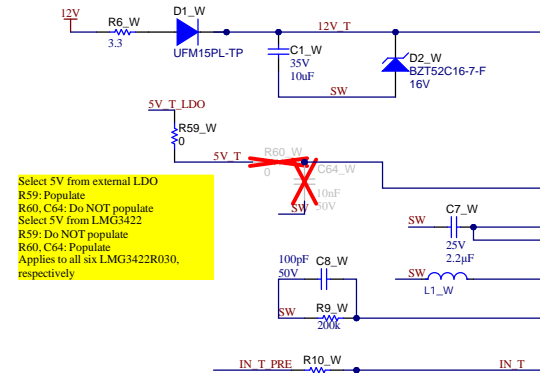 12V
R6_W
3.3
D1_W
UFM15PL-TP
12V_T
C1_W
35V
10uF
SW
D2_W
BZT52C16-7-F
16V
5V_T_LDO
R59_W
0
5V_T
R60_W
0
C64_W
10nF
50V
SW
Select 5V from external LDO
R59: Populate
R60, C64: Do NOT populate
Select 5V from LMG3422
R59: Do NOT populate
R60, C64: Populate
Applies to all six LMG3422R030,
respectively
SW
C7_W
25V
2.2µF
100pF
50V
C8_W
SW
L1_W
SW
R9_W
200k
IN_T_PRE
R10_W
IN_T